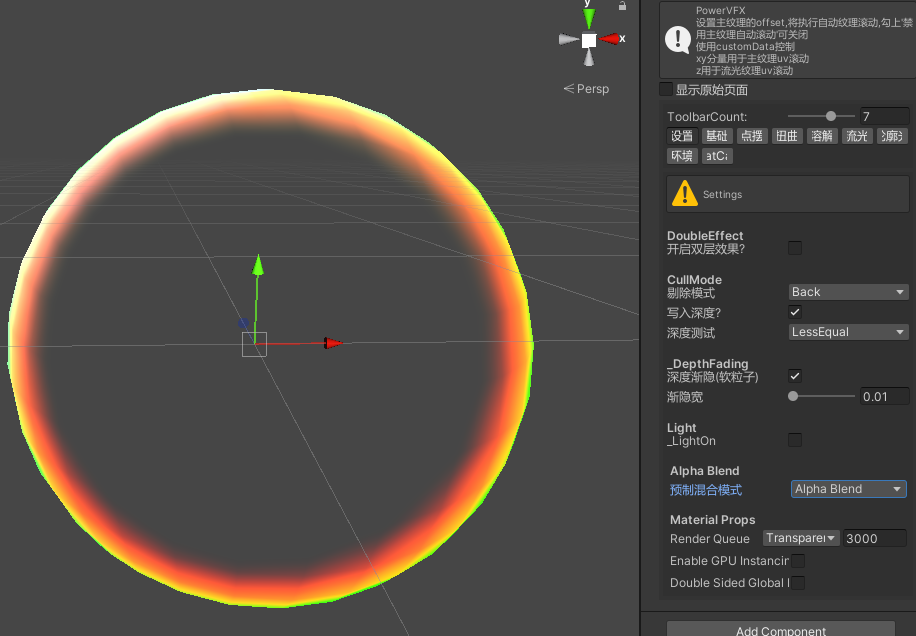 y
x
Persp
PowerVFX
设置主纹理的offset,将执行自动纹理滚动,勾上'禁
用主纹理自动滚动'可关闭
使用customData控制
xy分量用于主纹理uv滚动
z用于流光纹理uv滚动
显示原始页面
ToolbarCount: 7
设置 基础 点摆 扭曲 溶解 流光
环境 atCa
Settings
DoubleEffect
开启双层效果?
CullMode
剔除模式 Back
写入深度?
深度测试 LessEqual
_DepthFading
深度渐隐(软粒子)
渐隐宽 0.01
Light
_LightOn
Alpha Blend
预制混合模式 Alpha Blend
Material Props
Render Queue Transparei 3000
Enable GPU Instancin
Double Sided Global I
Add Component